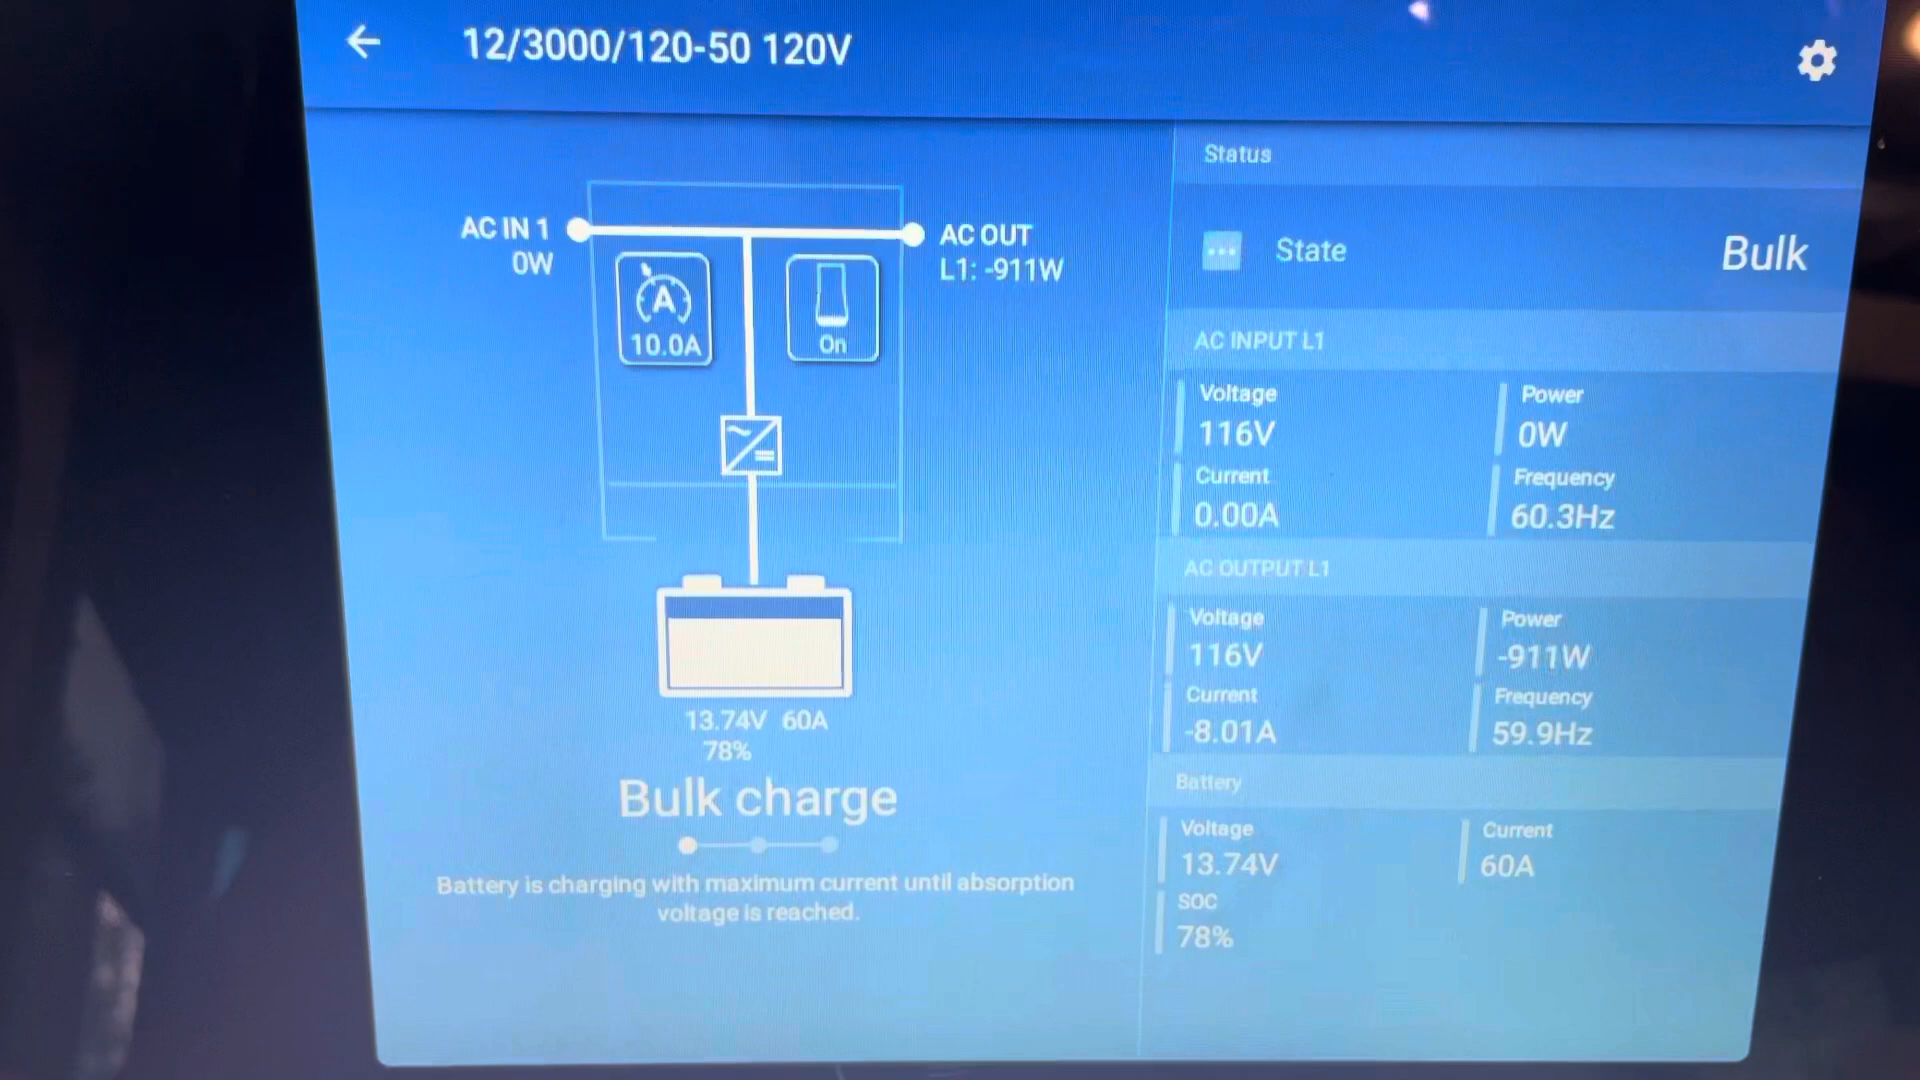 12/3000/120-50 120V
AC IN 1
0W
AC OUT
L1: -911W
A
10.0A
On
13.74V 60A
78%
Bulk charge
Battery is charging with maximum current until absorption
voltage is reached.
Status
State
Bulk
AC INPUT L1
Voltage
Power
116V
0W
Current
Frequency
0.00A
60.3Hz
AC OUTPUT L1
Voltage
Power
116V
-911W
Current
Frequency
-8.01A
59.9Hz
Battery
Voltage
Current
13.74V
60A
SOC
78%